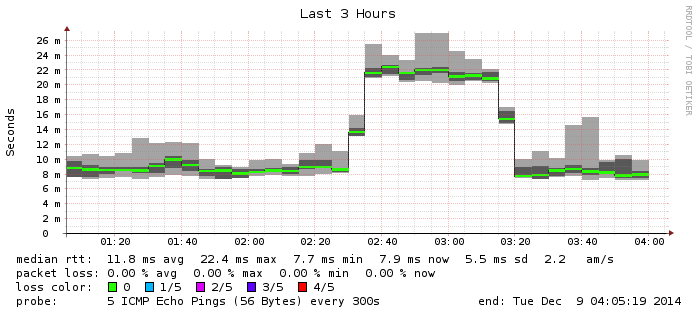 Last 3 Hours
RRDTOOL / TOBI OETIKER
Seconds
26 m
24 m
22 m
20 m
18 m
16 m
14 m
12 m
10 m
8 m
6 m
4 m
2 m
0
01:20 01:40 02:00 02:20 02:40 03:00 03:20 03:40 04:00
median rtt: 11.8 ms avg 22.4 ms max 7.7 ms min 7.9 ms now 5.5 ms sd 2.2 am/s
packet loss: 0.00 % avg 0.00 % max 0.00 % min 0.00 % now
loss color: 0 1/5 2/5 3/5 4/5
probe: 5 ICMP Echo Pings (56 Bytes) every 300s end: Tue Dec 9 04:05:19 2014